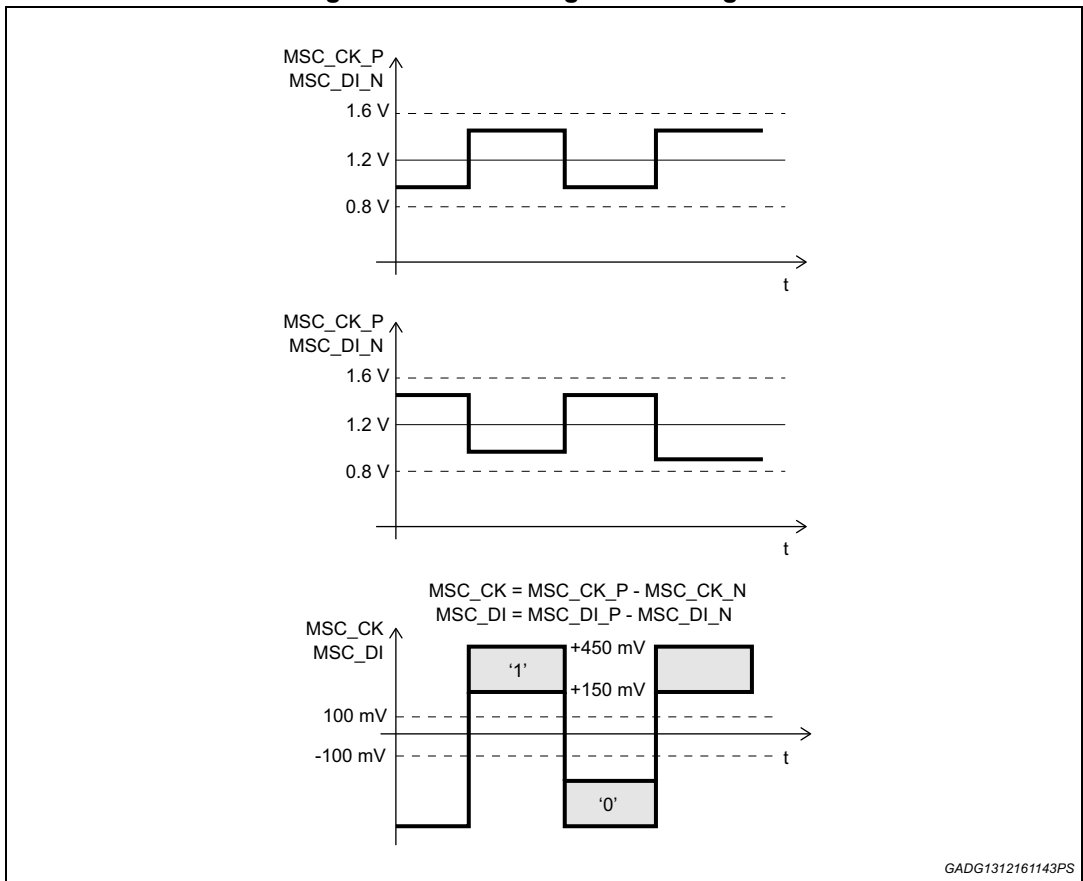 MSC_CK_P
MSC_DI_N
1.6 V
1.2 V
0.8 V
t
MSC_CK_P
MSC_DI_N
1.6 V
1.2 V
0.8 V
t
MSC_CK = MSC_CK_P - MSC_CK_N
MSC_DI = MSC_DI_P - MSC_DI_N
MSC_CK
MSC_DI
+450 mV
‘1’
+150 mV
100 mV
-100 mV
t
‘0’
GADG1312161143PS